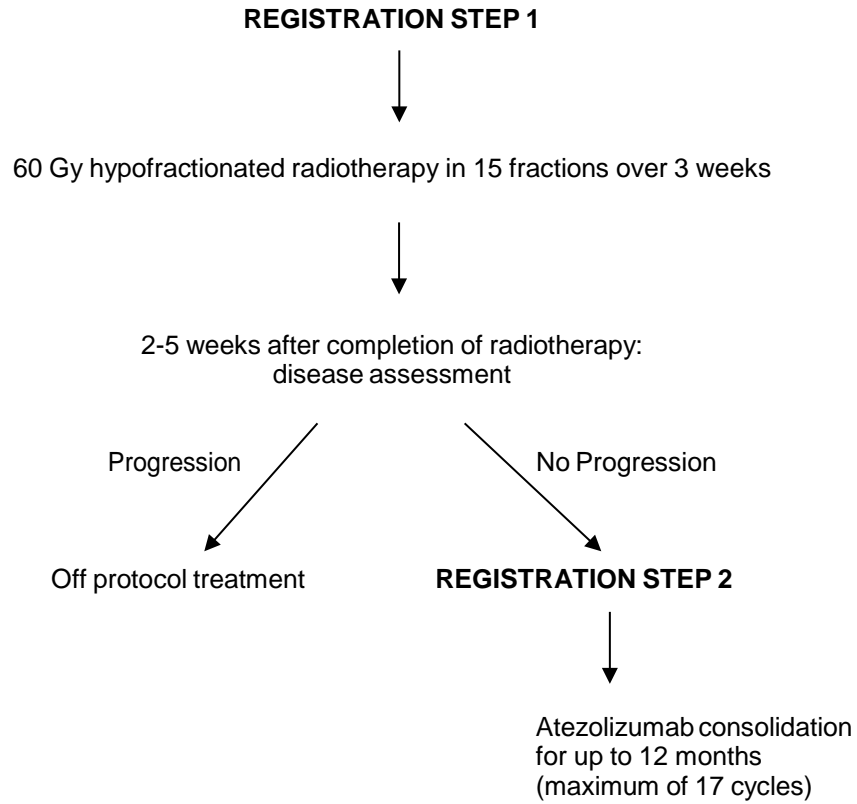 REGISTRATION STEP 1
60 Gy hypofractionated radiotherapy in 15 fractions over 3 weeks
2-5 weeks after completion of radiotherapy:
disease assessment
Progression
No Progression
Off protocol treatment
REGISTRATION STEP 2
Atezolizumab consolidation
for up to 12 months
(maximum of 17 cycles)